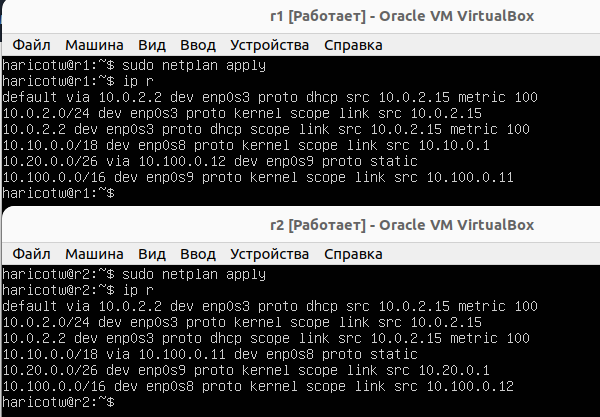 r1 [Работает] - Oracle VM VirtualBox
Файл Машина Вид Ввод Устройства Справка
haricotw@r1:~$ sudo netplan apply
haricotw@r1:~$ ip r
default via 10.0.2.2 dev enp0s3 proto dhcp src 10.0.2.15 metric 100
10.0.2.0/24 dev enp0s3 proto kernel scope link src 10.0.2.15
10.0.2.2 dev enp0s3 proto dhcp scope link src 10.0.2.15 metric 100
10.10.0.0/18 dev enp0s8 proto kernel scope link src 10.10.0.1
10.20.0.0/26 via 10.100.0.12 dev enp0s9 proto static
10.100.0.0/16 dev enp0s9 proto kernel scope link src 10.100.0.11
haricotw@r1:~$
r2 [Работает] - Oracle VM VirtualBox
Файл Машина Вид Ввод Устройства Справка
haricotw@r2:~$ sudo netplan apply
haricotw@r2:~$ ip r
default via 10.0.2.2 dev enp0s3 proto dhcp src 10.0.2.15 metric 100
10.0.2.0/24 dev enp0s3 proto kernel scope link src 10.0.2.15
10.0.2.2 dev enp0s3 proto dhcp scope link src 10.0.2.15 metric 100
10.10.0.0/18 via 10.100.0.11 dev enp0s8 proto static
10.20.0.0/26 dev enp0s9 proto kernel scope link src 10.20.0.1
10.100.0.0/16 dev enp0s8 proto kernel scope link src 10.100.0.12
haricotw@r2:~$